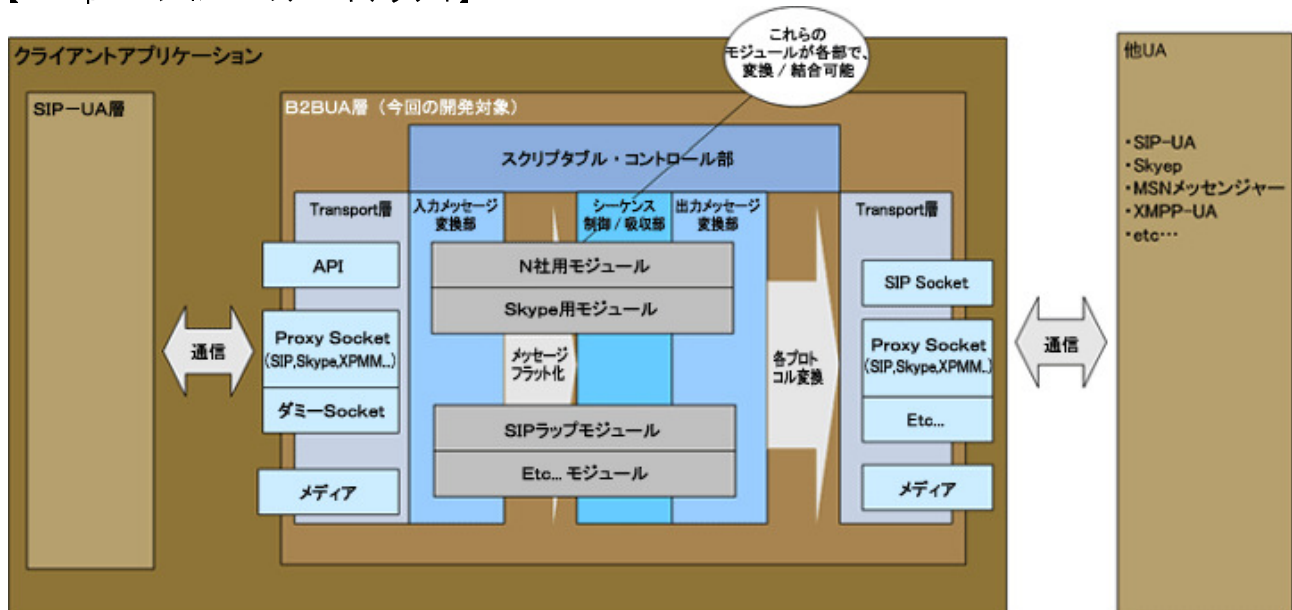 クライアントアプリケーション
これらの
モジュールが各部で、
変換 / 結合可能
他UA
SIP－UA層
B2BUA層（今回の開発対象）
・SIP-UA
・Skyep
・MSNメッセンジャー
・XMPP-UA
・etc…
スクリプタブル・コントロール部
Transport層
入力メッセージ
変換部
シーケンス
制御 / 吸収部
出力メッセージ
変換部
Transport層
API
N社用モジュール
Skype用モジュール
SIP Socket
通信
Proxy Socket
(SIP,Skype,XPMM...)
ダミーSocket
メッセージ
フラット化
各プロト
コル変換
Proxy Socket
(SIP,Skype,XPMM..)
Etc...
通信
SIPラップモジュール
Etc... モジュール
メディア
メディア